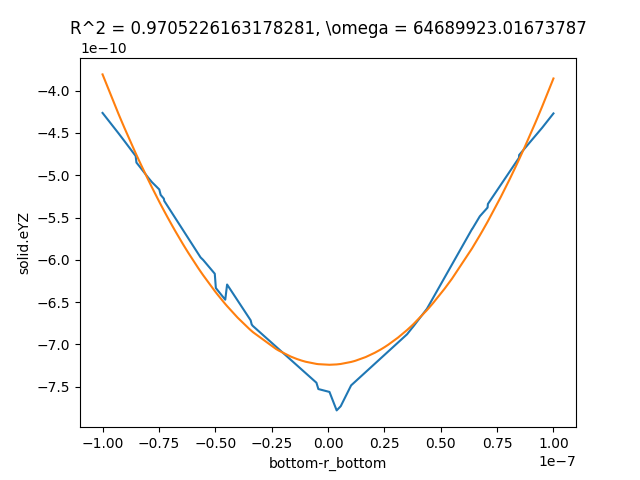 R^2 = 0.9705226163178281, \omega = 64689923.01673787
1e−10
−4.0
−4.5
−5.0
−5.5
−6.0
−6.5
−7.0
−7.5
solid.eYZ
−1.00 −0.75 −0.50 −0.25 0.00 0.25 0.50 0.75 1.00
bottom-r_bottom
1e−7